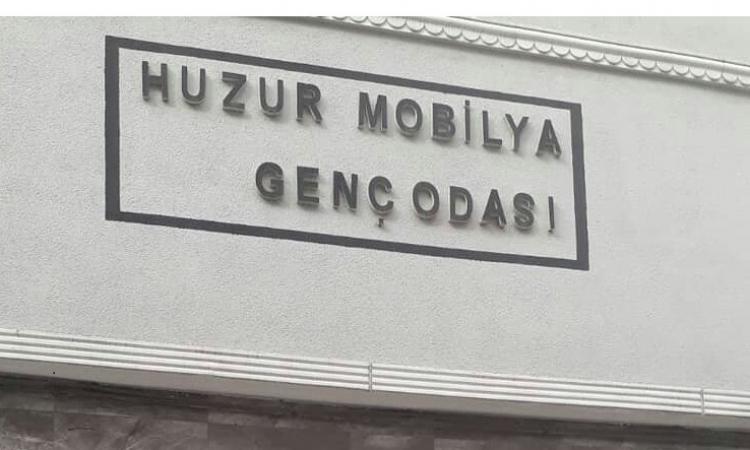 HUZUR MOBİLYA
GENÇ ODASI